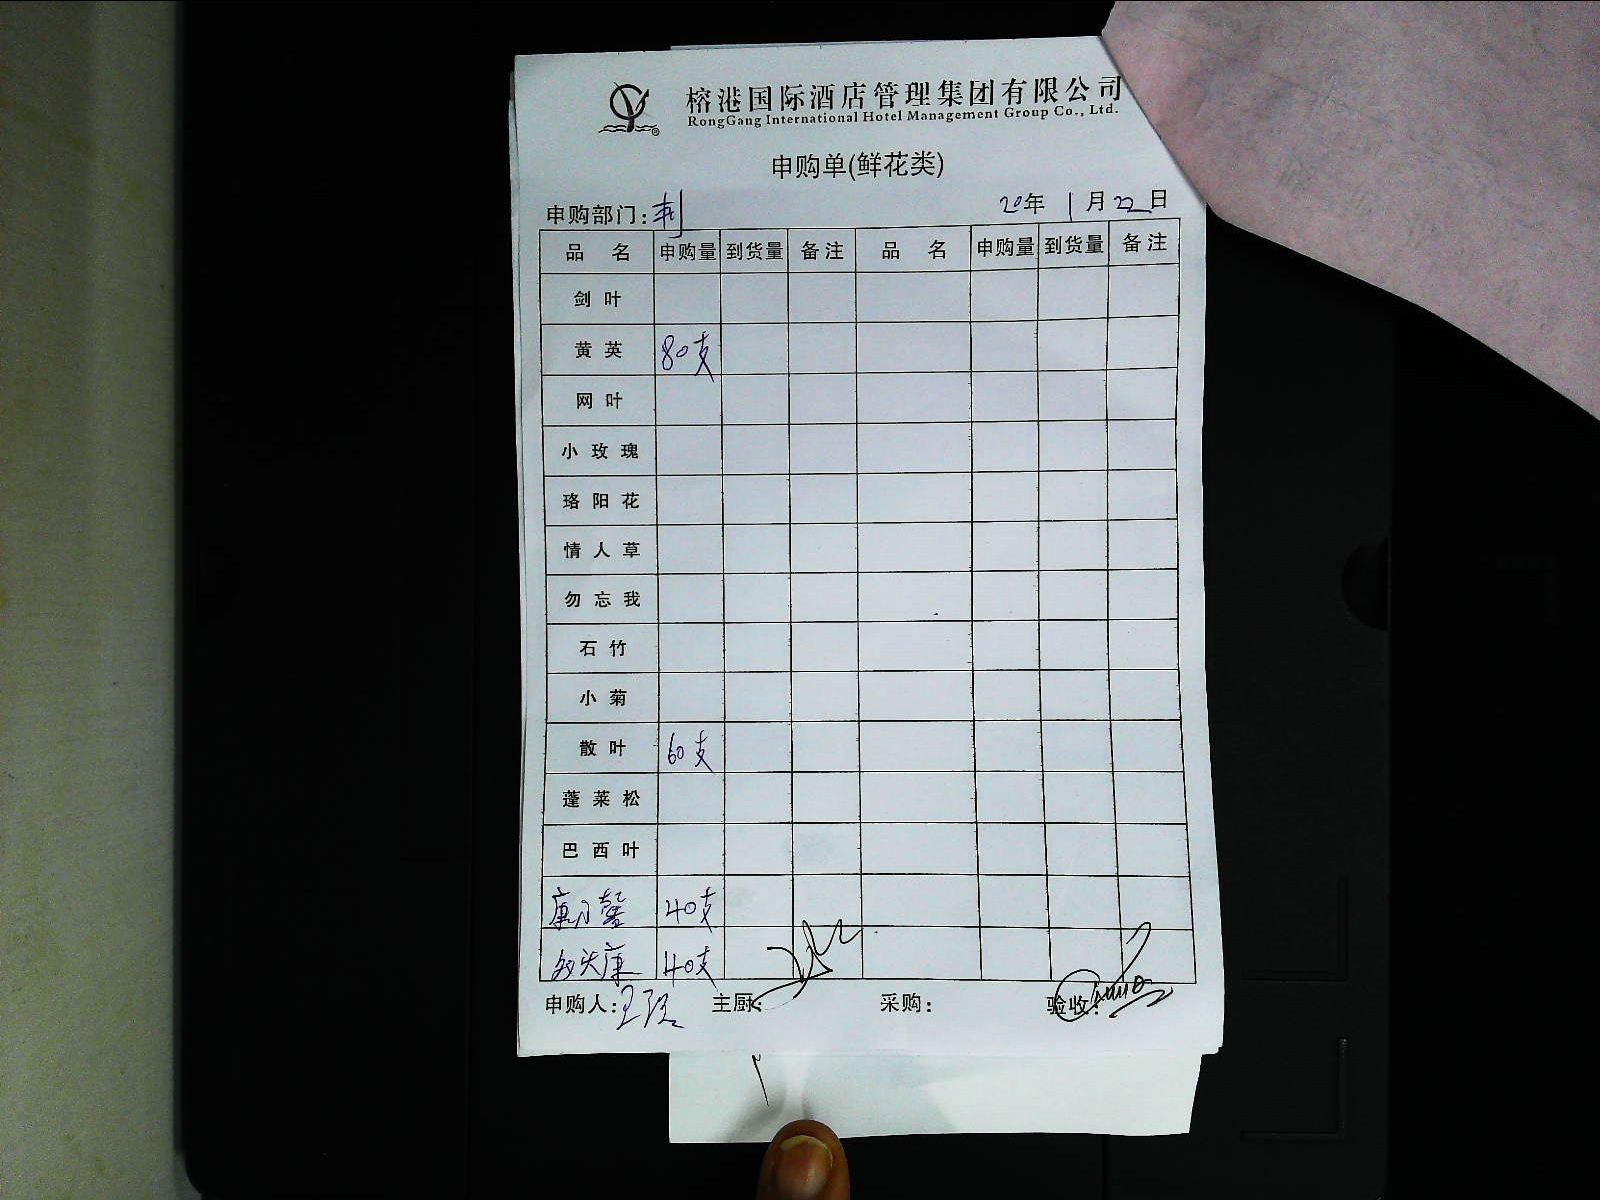 榕港国际酒店管理集团有限公司
RongGang International Hotel Management Group Co., Ltd.
申购单(鲜花类)
申购部门: 20年 1月22日
品名 申购量 到货量 备注 品名 申购量 到货量 备注
剑叶
黄英 80支
网叶
小玫瑰
珞阳花
情人草
勿忘我
石竹
小菊
散叶 60支
蓬莱松
巴西叶
40支
40支
申购人: 主厨: 采购: 验收: